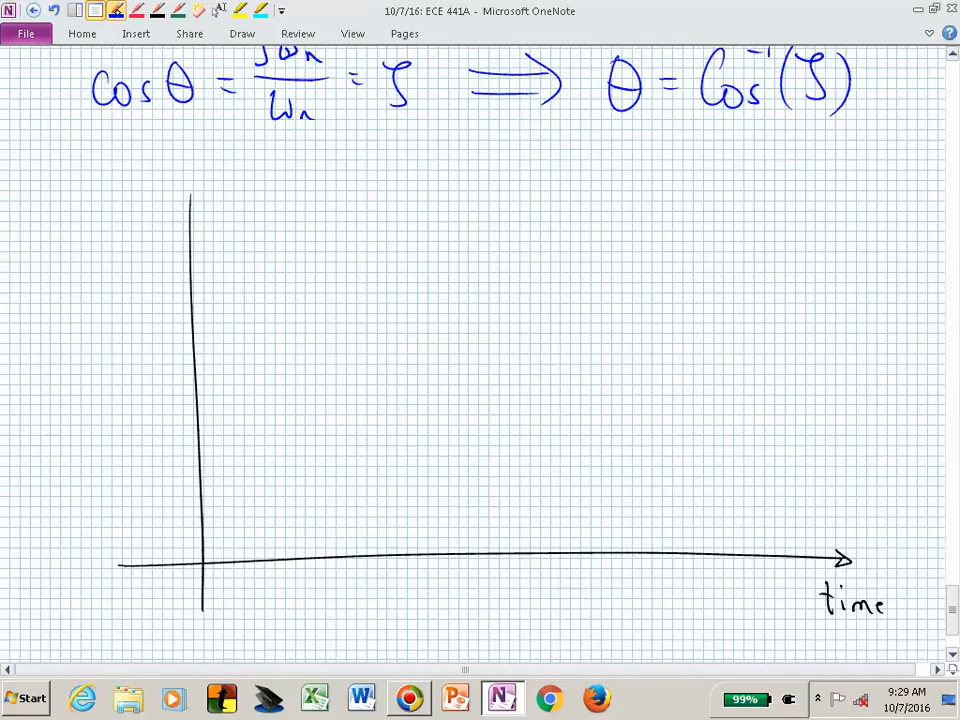 10/7/16: ECE 441A - Microsoft OneNote
File Home Insert Share Draw Review View Pages
cos θ = ζωn/ωn = ζ ⟹ θ = Cos⁻¹(ζ)
time
Start 99% 9:29 AM
10/7/2016